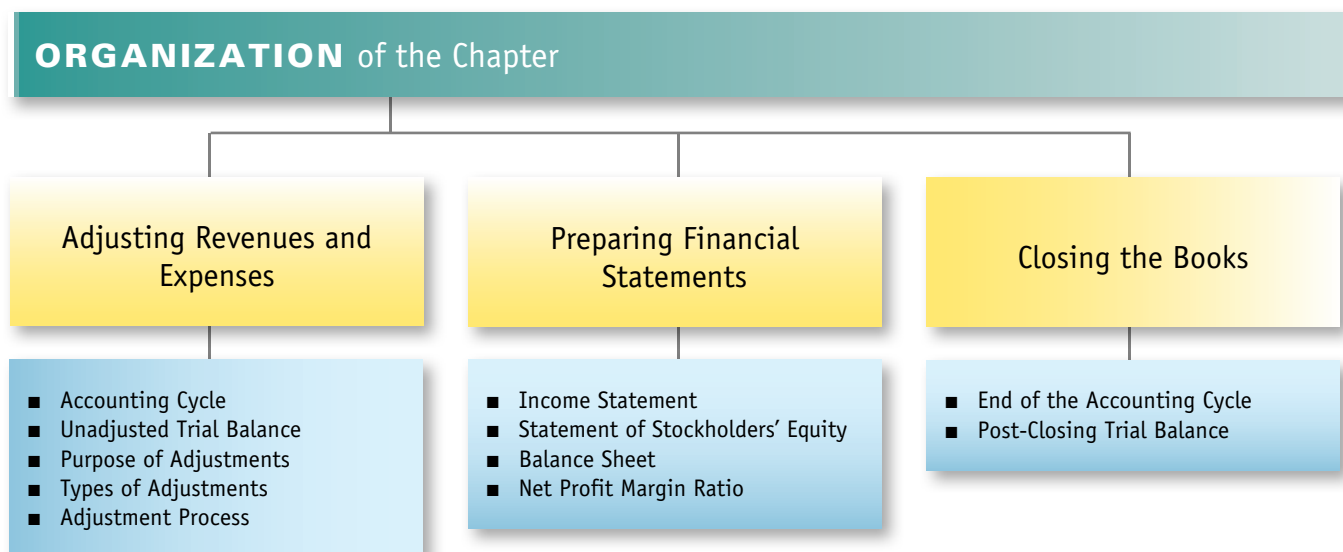 ORGANIZATION of the Chapter
Adjusting Revenues and
Expenses
■ Accounting Cycle
■ Unadjusted Trial Balance
■ Purpose of Adjustments
■ Types of Adjustments
■ Adjustment Process
Preparing Financial
Statements
■ Income Statement
■ Statement of Stockholders’ Equity
■ Balance Sheet
■ Net Profit Margin Ratio
Closing the Books
■ End of the Accounting Cycle
■ Post-Closing Trial Balance